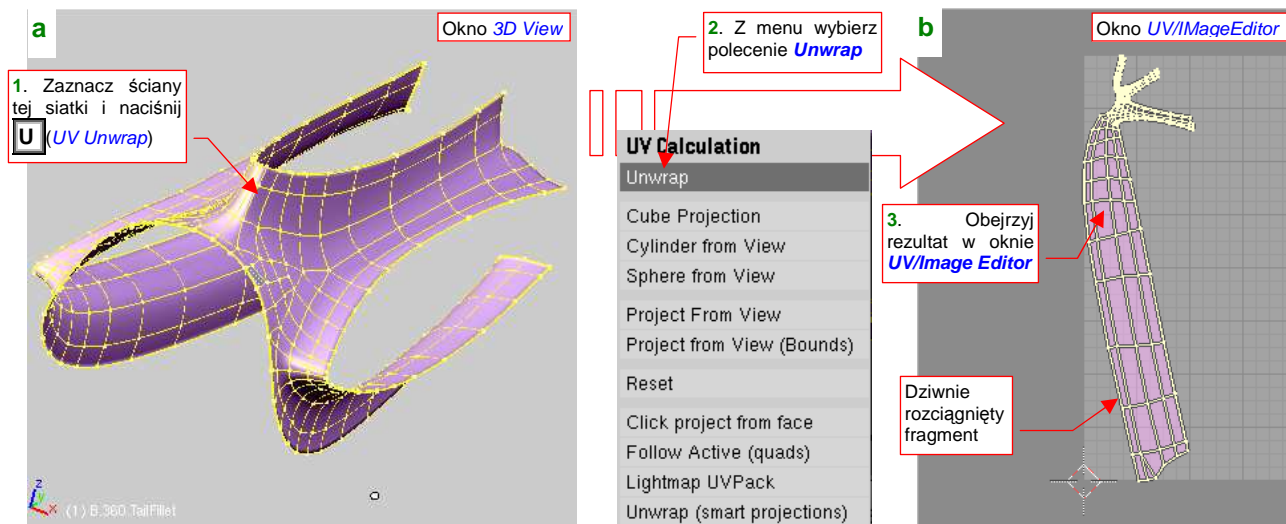 a
Okno 3D View
1. Zaznacz ściany
tej siatki i naciśnij
U (UV Unwrap)
z
y
x
(1) B.360.TailFillet
2. Z menu wybierz
polecenie Unwrap
UV Calculation
Unwrap
Cube Projection
Cylinder from View
Sphere from View
Project From View
Project from View (Bounds)
Reset
Click project from face
Follow Active (quads)
Lightmap UVPack
Unwrap (smart projections)
b
Okno UV/IMageEditor
3. Obejrzyj
rezultat w oknie
UV/Image Editor
Dziwnie
rozciągnięty
fragment